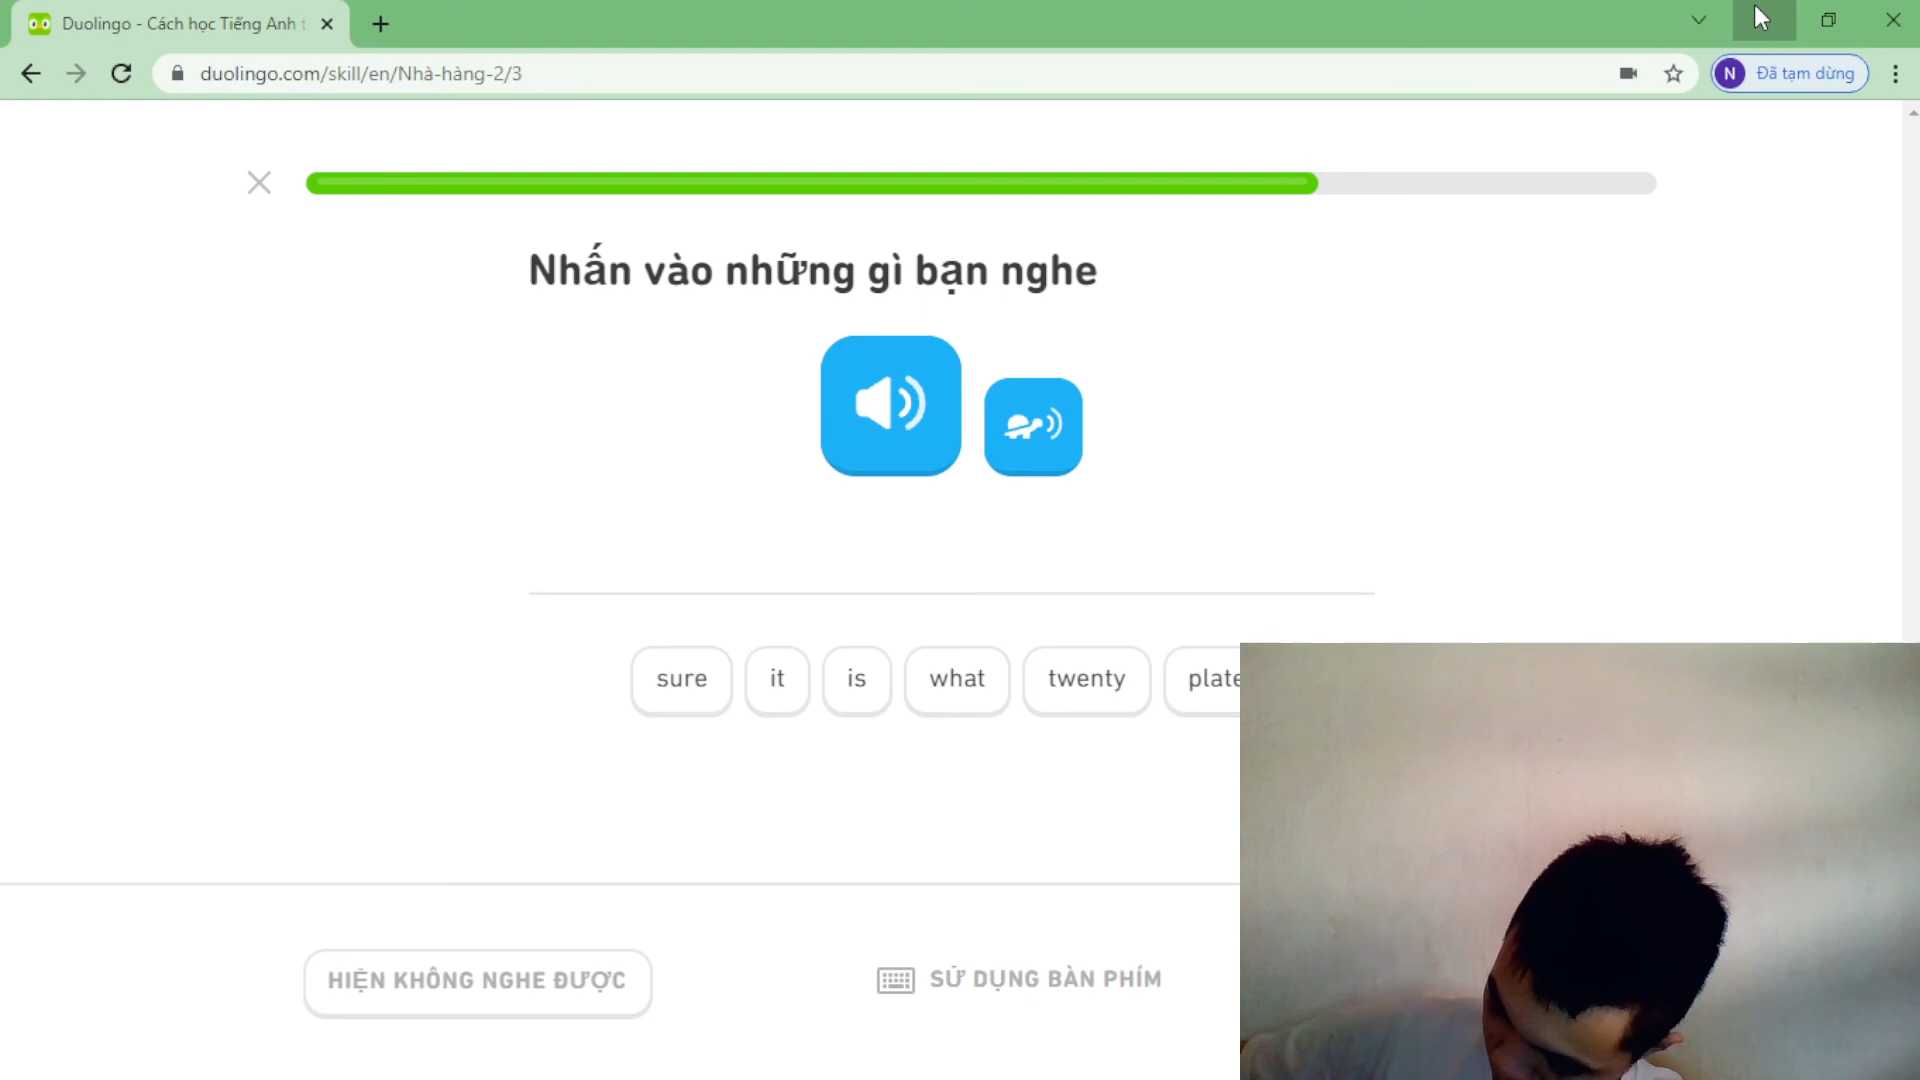 Duolingo - Cách học Tiếng Anh t
duolingo.com/skill/en/Nhà-hàng-2/3
N Đã tạm dừng
Nhấn vào những gì bạn nghe
sure it is what twenty plate
HIỆN KHÔNG NGHE ĐƯỢC
SỬ DỤNG BÀN PHÍM